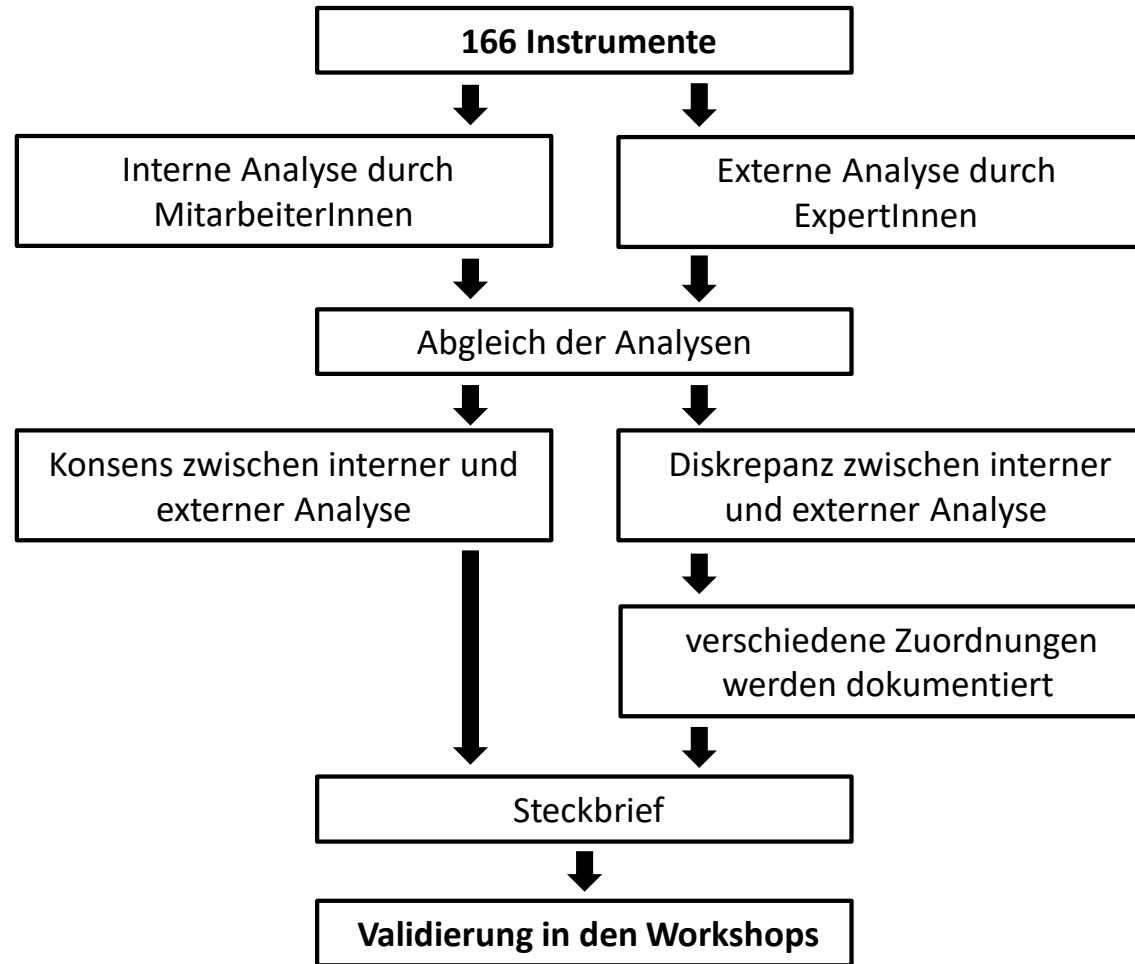 166 Instrumente
Interne Analyse durch
MitarbeiterInnen
Externe Analyse durch
ExpertInnen
Abgleich der Analysen
Konsens zwischen interner und
externer Analyse
Diskrepanz zwischen interner
und externer Analyse
verschiedene Zuordnungen
werden dokumentiert
Steckbrief
Validierung in den Workshops